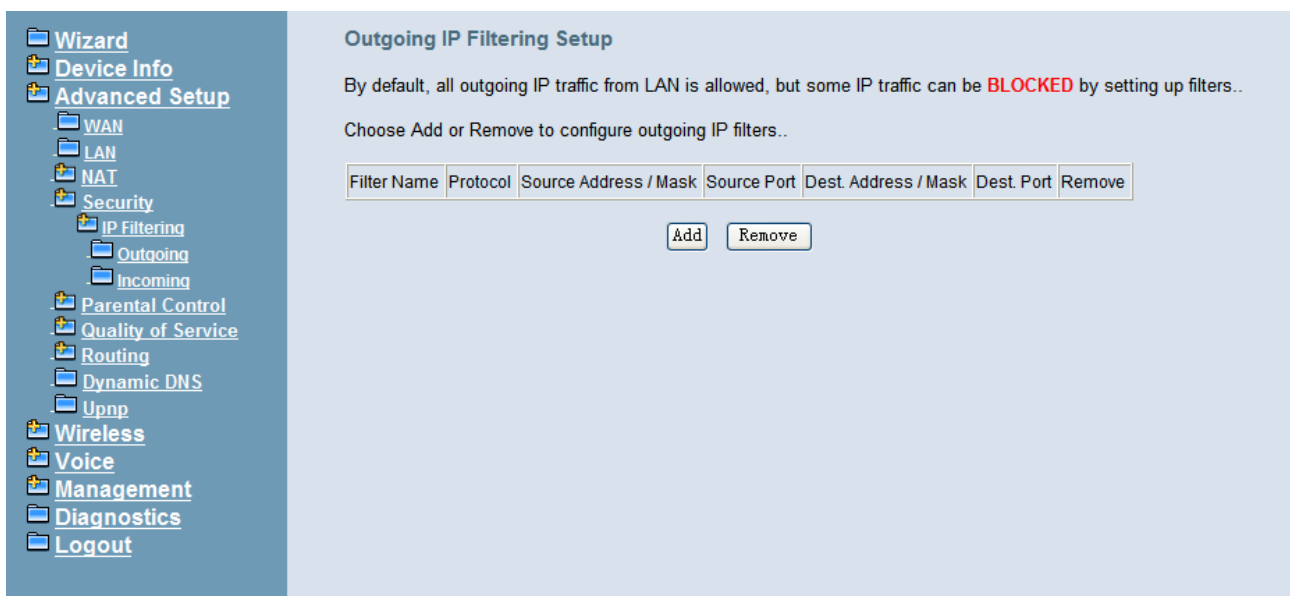 Wizard
Device Info
Advanced Setup
WAN
LAN
NAT
Security
IP Filtering
Outgoing
Incoming
Parental Control
Quality of Service
Routing
Dynamic DNS
Upnp
Wireless
Voice
Management
Diagnostics
Logout
Outgoing IP Filtering Setup
By default, all outgoing IP traffic from LAN is allowed, but some IP traffic can be BLOCKED by setting up filters..
Choose Add or Remove to configure outgoing IP filters..
Filter Name Protocol Source Address / Mask Source Port Dest. Address / Mask Dest. Port Remove
Add Remove